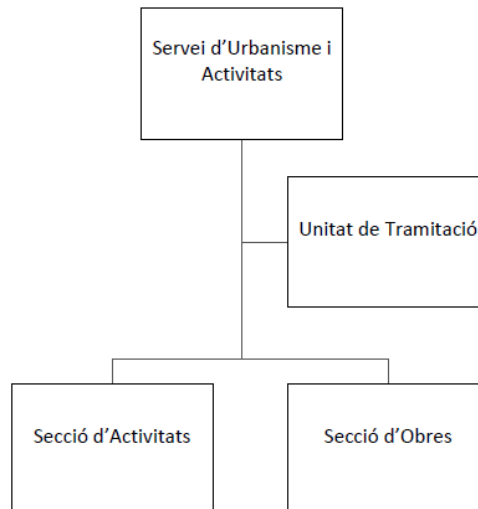 Servei d’Urbanisme i
Activitats
Unitat de Tramitació
Secció d’Activitats
Secció d’Obres